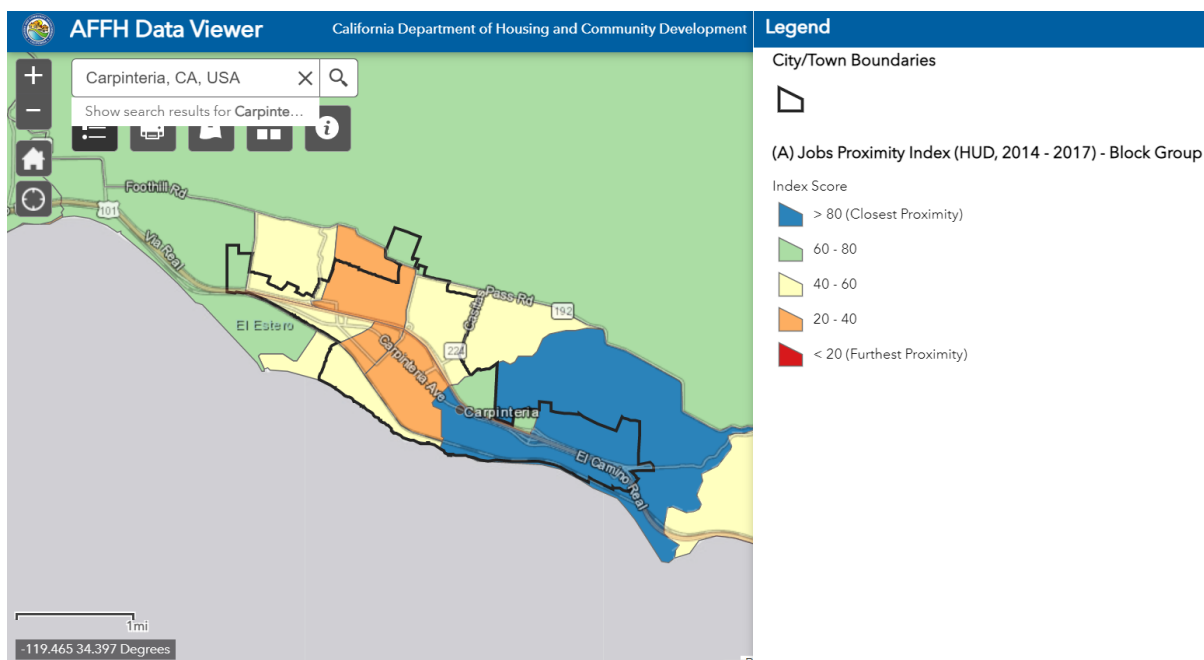 AFFH Data Viewer
California Department of Housing and Community Development
Legend
Carpinteria, CA, USA
Show search results for Carpinte...
City/Town Boundaries
(A) Jobs Proximity Index (HUD, 2014 - 2017) - Block Group
Index Score
> 80 (Closest Proximity)
60 - 80
40 - 60
20 - 40
< 20 (Furthest Proximity)
Foothill Rd
101
Via Real
El Estero
Casitas Pass Rd
192
224
Carpinteria Ave
Carpinteria
El Camino Real
1mi
-119.465 34.397 Degrees